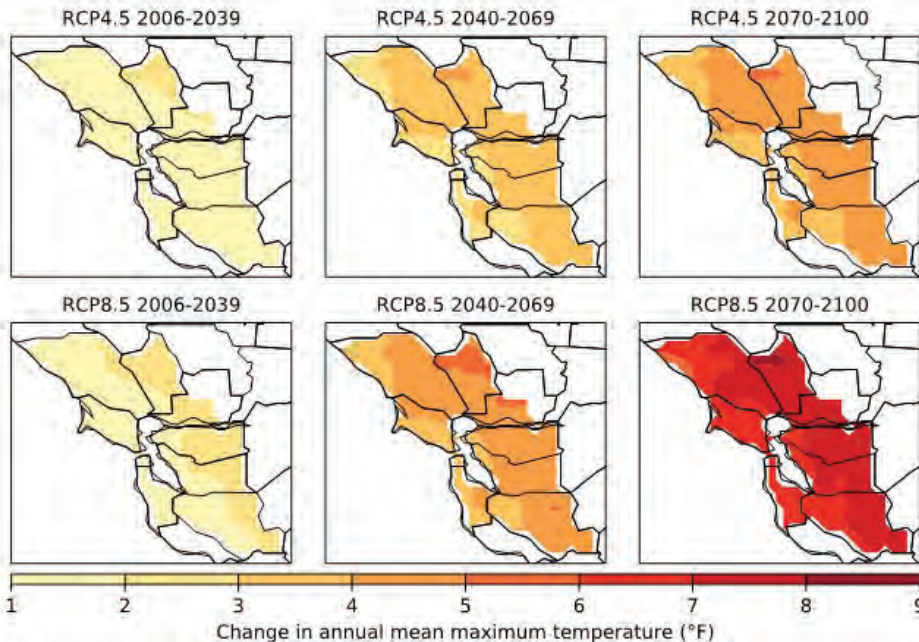 RCP4.5 2006-2039 RCP4.5 2040-2069 RCP4.5 2070-2100
RCP8.5 2006-2039 RCP8.5 2040-2069 RCP8.5 2070-2100
1 2 3 4 5 6 7 8 9
Change in annual mean maximum temperature (°F)